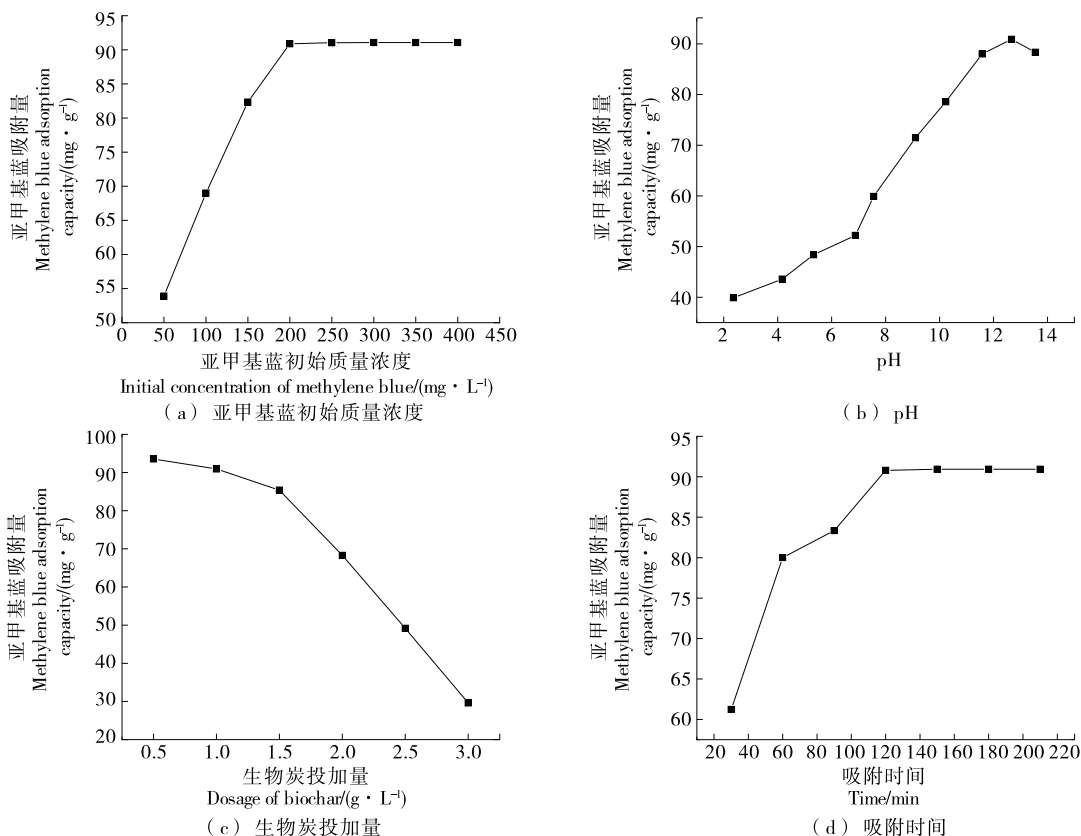 95
90
85
80
75
70
65
60
55
50
0 50 100 150 200 250 300 350 400 450
亚甲基蓝吸附量
Methylene blue adsorption
capacity/(mg·g⁻¹)
亚甲基蓝初始质量浓度
Initial concentration of methylene blue/(mg·L⁻¹)
(a)亚甲基蓝初始质量浓度
90
80
70
60
50
40
2 4 6 8 10 12 14
亚甲基蓝吸附量
Methylene blue adsorption
capacity/(mg·g⁻¹)
pH
(b)pH
100
90
80
70
60
50
40
30
20
0.5 1.0 1.5 2.0 2.5 3.0
亚甲基蓝吸附量
Methylene blue adsorption
capacity/(mg·g⁻¹)
生物炭投加量
Dosage of biochar/(g·L⁻¹)
(c)生物炭投加量
95
90
85
80
75
70
65
60
20 40 60 80 100 120 140 160 180 200 220
亚甲基蓝吸附量
Methylene blue adsorption
capacity/(mg·g⁻¹)
吸附时间
Time/min
(d)吸附时间